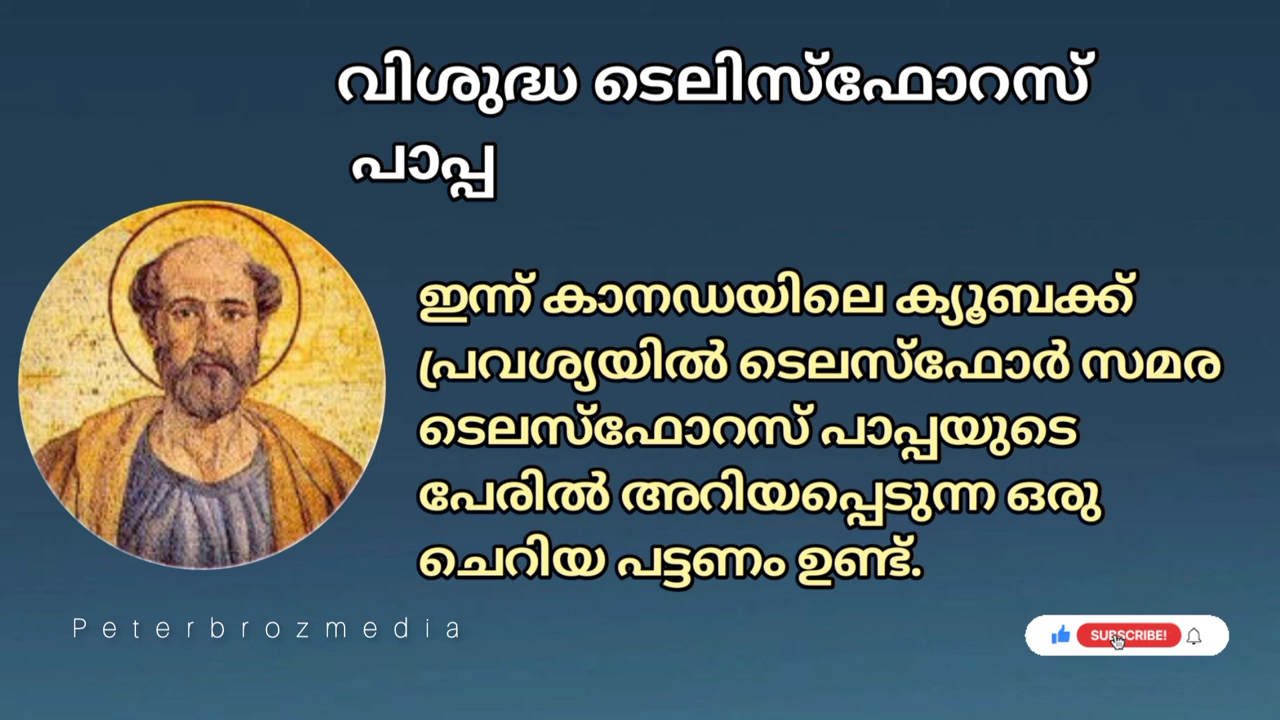 വിശുദ്ധ ടെലിസ്ഫോറസ്
പാപ്പ
ഇന്ന് കാനഡയിലെ ക്യൂബക്ക്
പ്രവശ്യയിൽ ടെലസ്ഫോർ സമര
ടെലസ്ഫോറസ് പാപ്പയുടെ
പേരിൽ അറിയപ്പെടുന്ന ഒരു
ചെറിയ പട്ടണം ഉണ്ട്.
Peterbrozmedia
SUBSCRIBE!